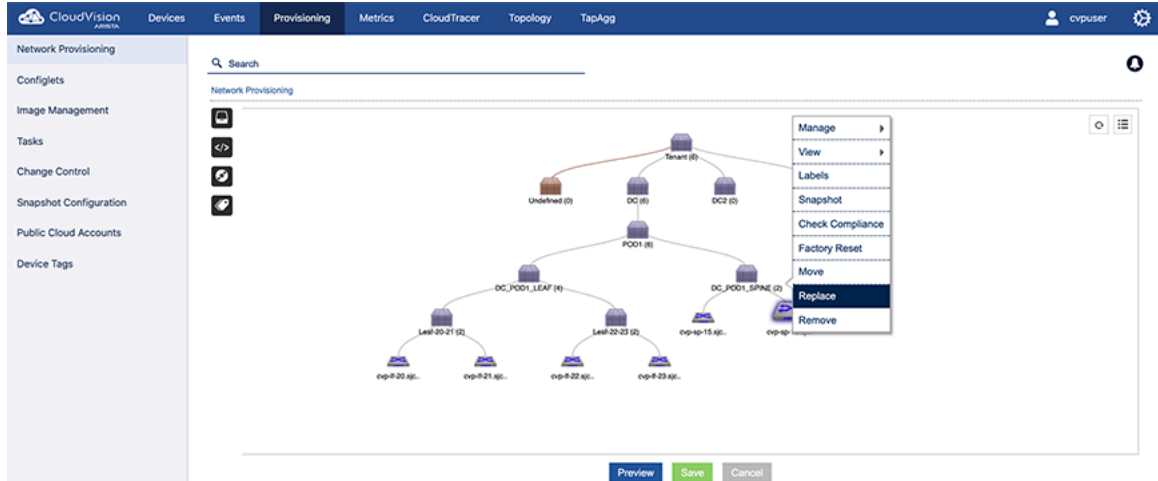 CloudVision
ARISTA
Devices
Events
Provisioning
Metrics
CloudTracer
Topology
TapAgg
cvpuser
Network Provisioning
Configlets
Image Management
Tasks
Change Control
Snapshot Configuration
Public Cloud Accounts
Device Tags
Search
Network Provisioning
</>
Tenant (6)
Undefined (0)
DC (6)
DC2 (0)
POD1 (6)
DC_POD1_LEAF (4)
DC_POD1_SPINE (2)
Leaf-20-21 (2)
Leaf-22-23 (2)
cvp-sp-15.sjc..
cvp-sp-
cvp-lf-20.sjc..
cvp-lf-21.sjc..
cvp-lf-22.sjc..
cvp-lf-23.sjc..
Manage
View
Labels
Snapshot
Check Compliance
Factory Reset
Move
Replace
Remove
Preview
Save
Cancel